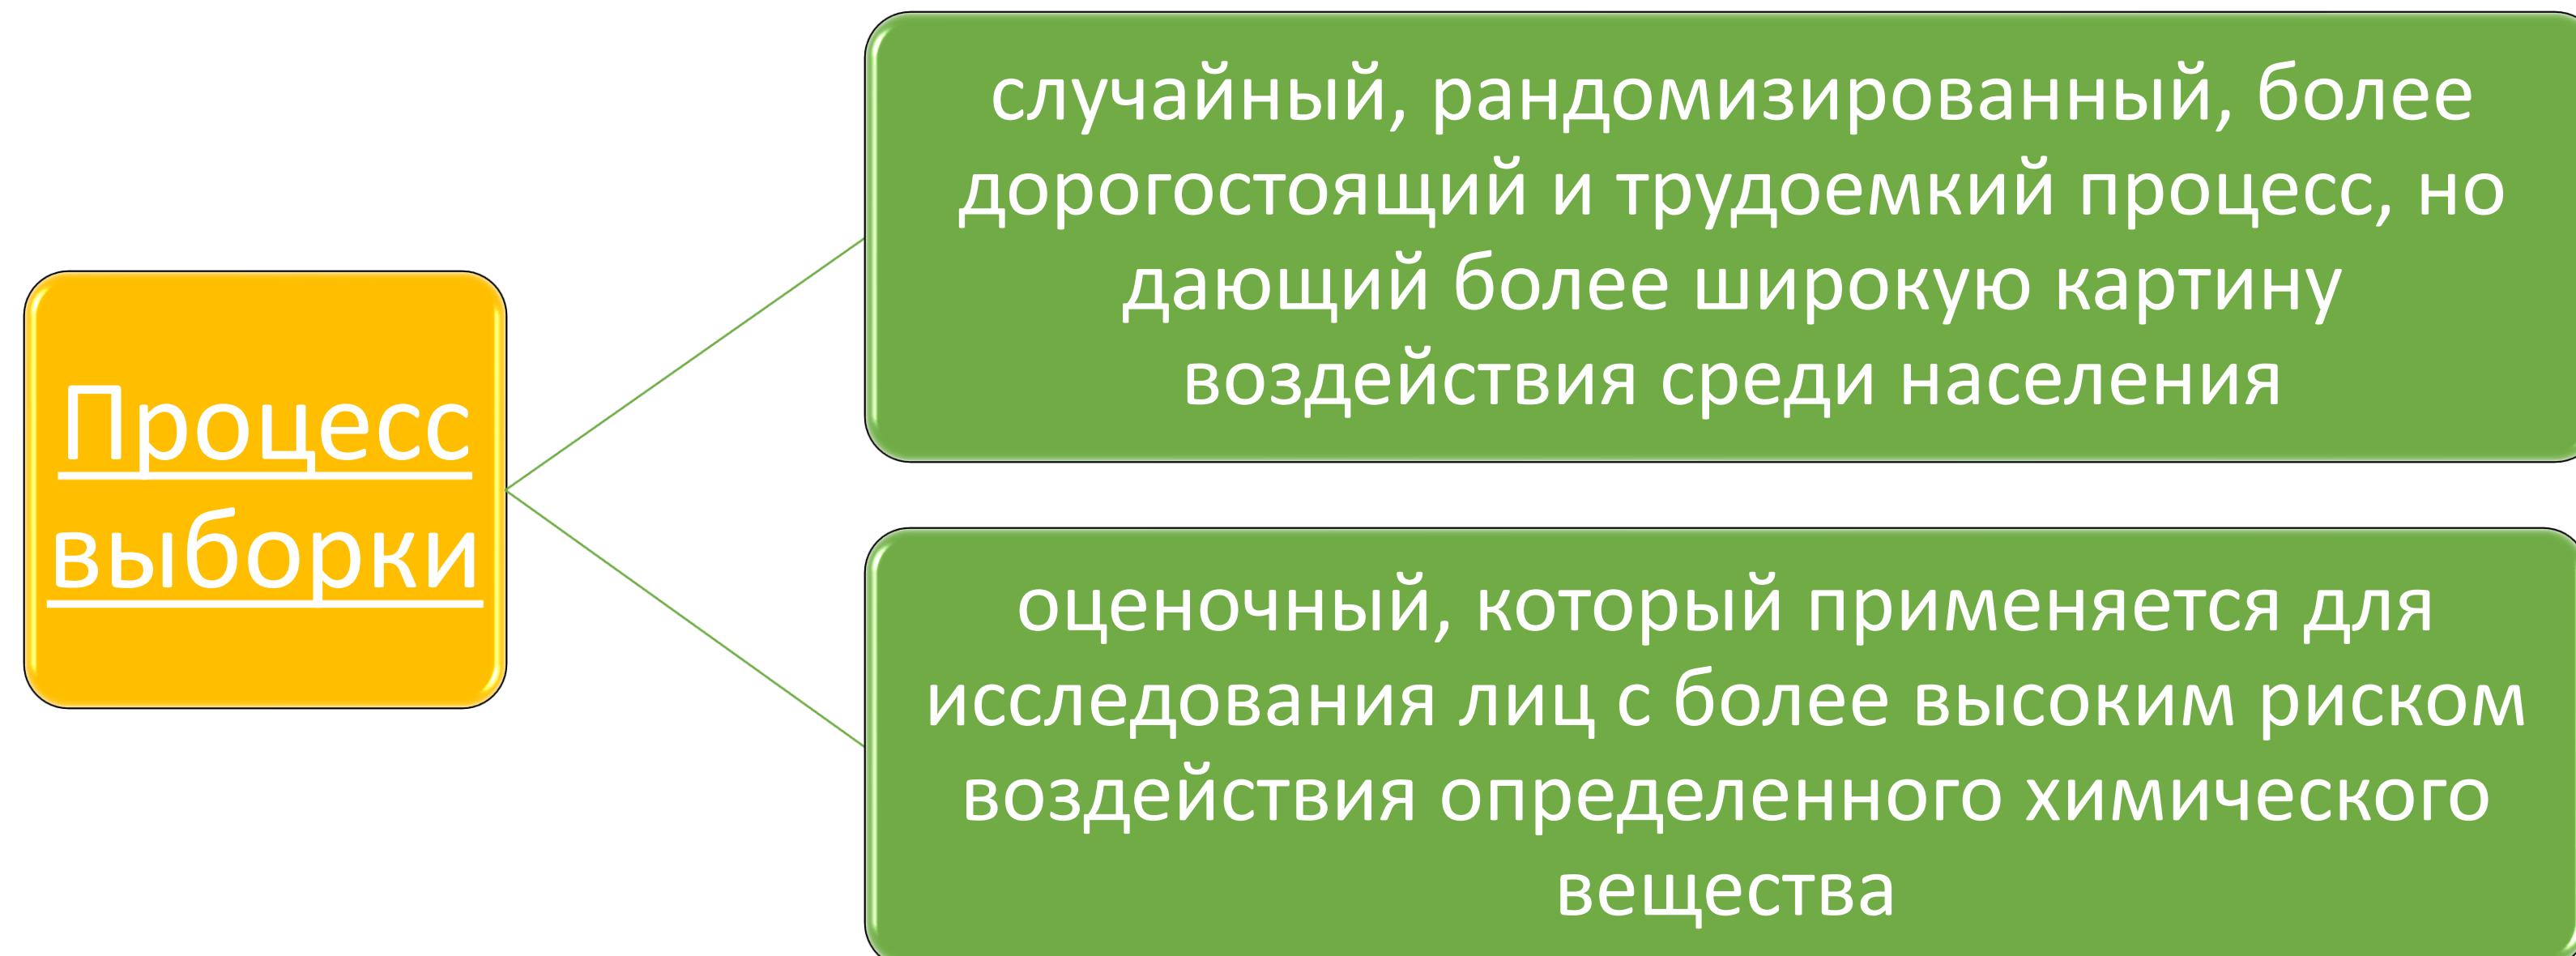 Процесс
выборки
случайный, рандомизированный, более
дорогостоящий и трудоемкий процесс, но
дающий более широкую картину
воздействия среди населения
оценочный, который применяется для
исследования лиц с более высоким риском
воздействия определенного химического
вещества